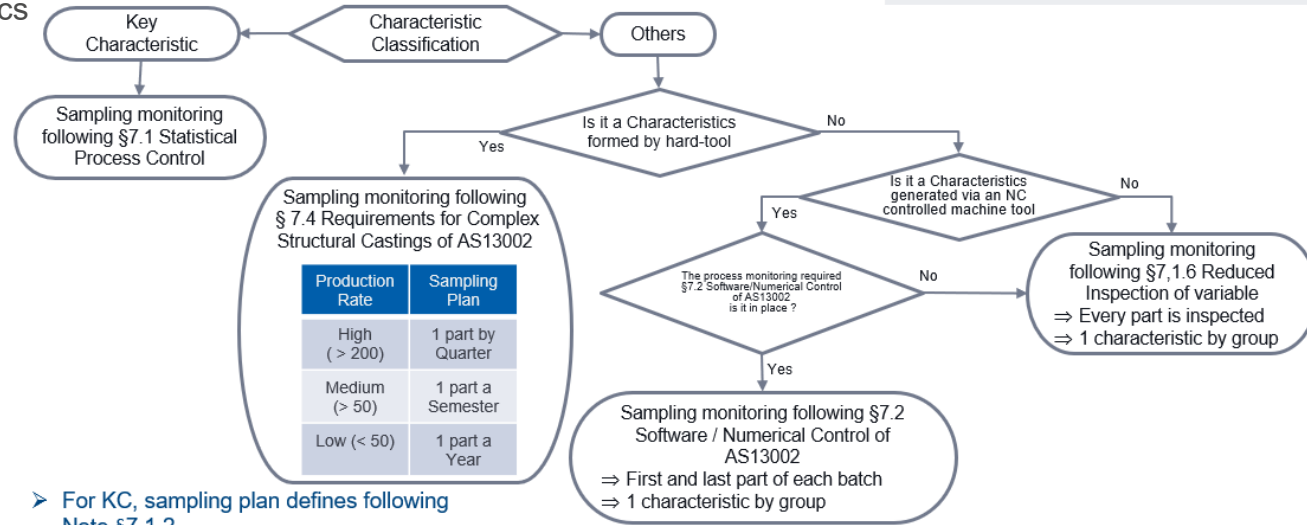 cs
Key
Characteristic
Characteristic
Classification
Others
Sampling monitoring
following §7.1 Statistical
Process Control
Is it a Characteristics
formed by hard-tool
Yes
No
Sampling monitoring following
§ 7.4 Requirements for Complex
Structural Castings of AS13002
Production
Rate
Sampling
Plan
High
( > 200)
1 part by
Quarter
Medium
(> 50)
1 part a
Semester
Low (< 50)
1 part a
Year
Is it a Characteristics
generated via an NC
controlled machine tool
Yes
No
The process monitoring required
§7.2 Software/Numerical Control
of AS13002
is it in place ?
No
Yes
Sampling monitoring
following §7,1.6 Reduced
Inspection of variable
⇒ Every part is inspected
⇒ 1 characteristic by group
Sampling monitoring following §7.2
Software / Numerical Control of
AS13002
⇒ First and last part of each batch
⇒ 1 characteristic by group
➢ For KC, sampling plan defines following
Note §7.1.2